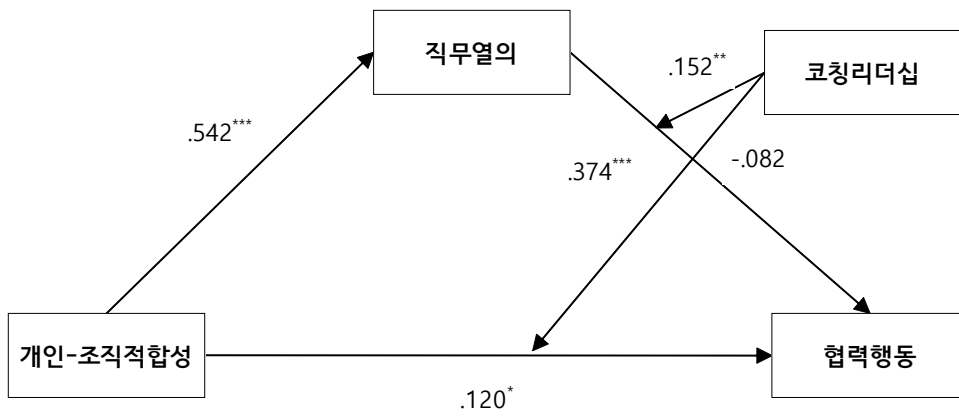 직무열의
코칭리더십
.152**
.542***
.374***
-.082
개인-조직적합성
협력행동
.120*